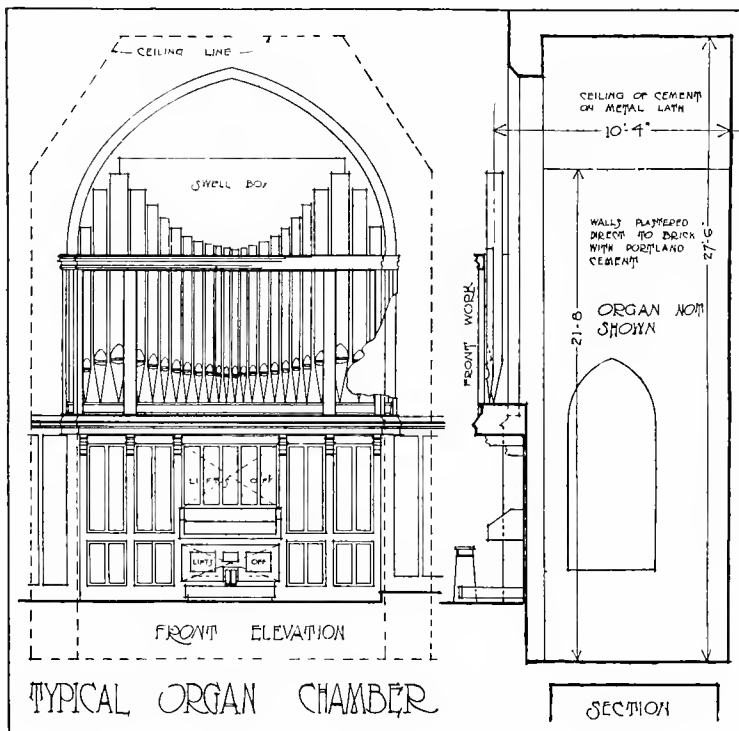 CEILING LINE
SWELL BOX
LIFTS OFF
LIFTS OFF
FRONT ELEVATION
TYPICAL ORGAN CHAMBER
CEILING OF CEMENT
ON METAL LATH
10'-4"
WALLS PLASTERED
DIRECT TO BRICK
WITH PORTLAND
CEMENT
27'-6"
21'-8
ORGAN NOT
SHOWN
FRONT WORK
SECTION